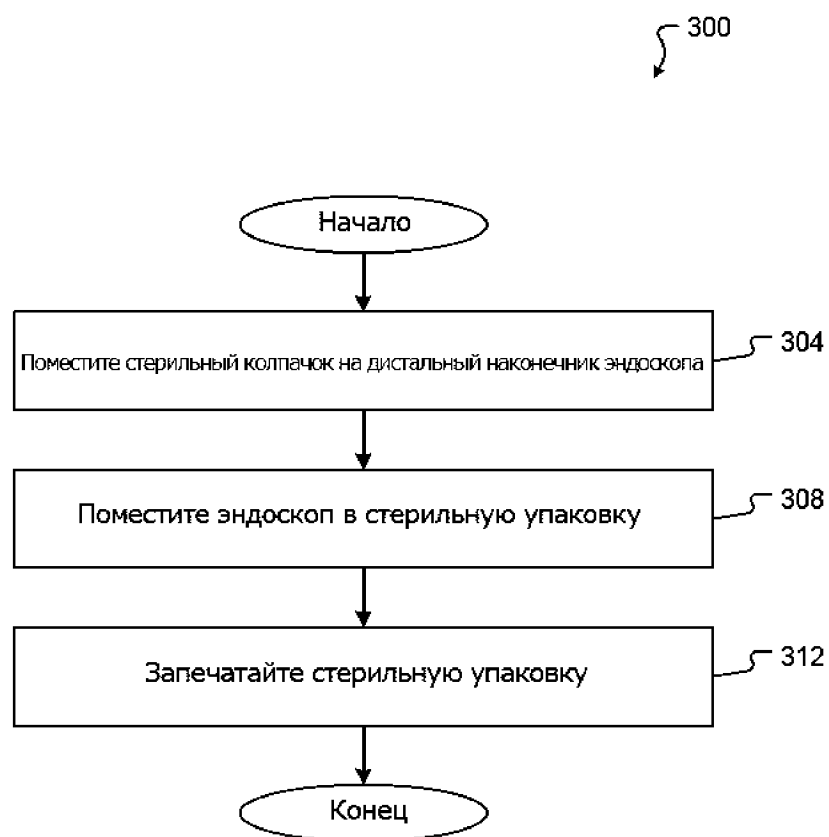 300
Начало
Поместите стерильный колпачок на дистальный наконечник эндоскопа
304
Поместите эндоскоп в стерильную упаковку
308
Запечатайте стерильную упаковку
312
Конец